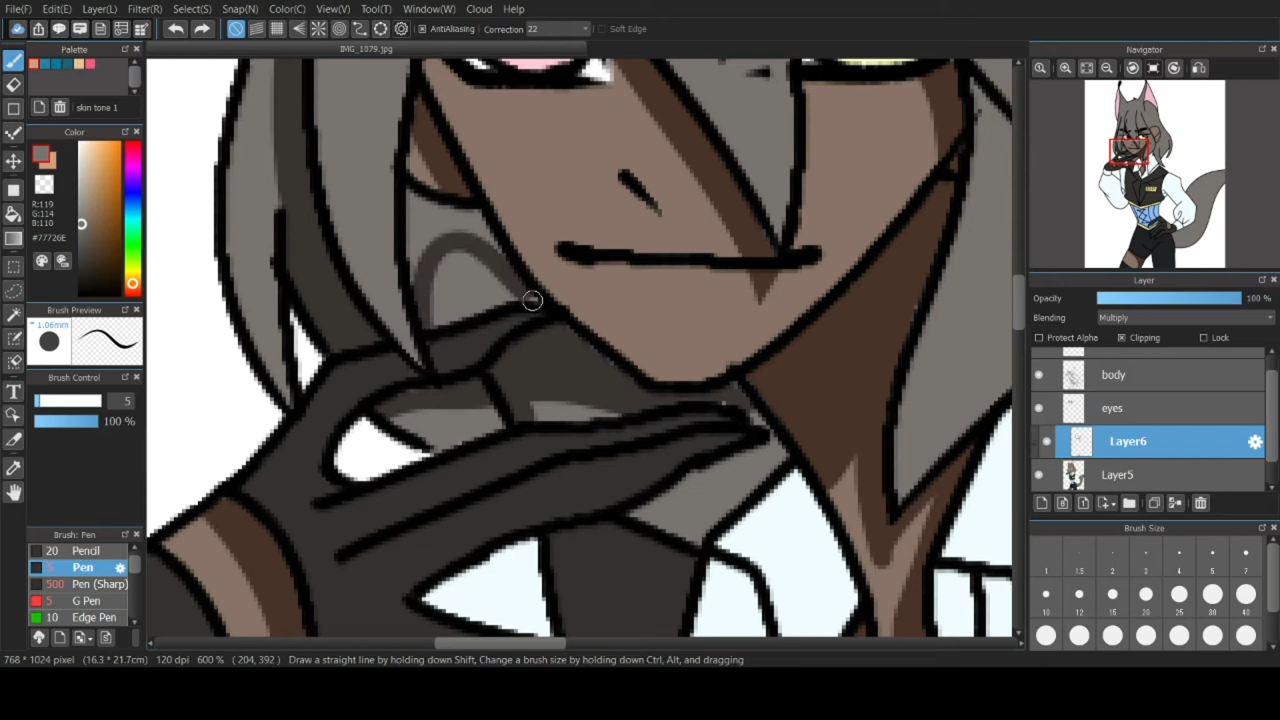 File(F) Edit(E) Layer(L) Filter(R) Select(S) Snap(N) Color(C) View(V) Tool(T) Window(W) Cloud Help
AntiAliasing Correction 22 Soft Edge
Palette
IMG_1079.jpg
Navigator
skin tone 1
Color
R:119
G:114
B:110
#77726E
Brush Preview
* 1.06mm
Brush Control
5
100 %
Layer
Opacity 100 %
Blending Multiply
Protect Alpha Clipping Lock
body
eyes
Layer6
Layer5
Brush: Pen
20 Pencil
5 Pen
500 Pen (Sharp)
5 G Pen
10 Edge Pen
Brush Size
1 1.5 2 3 4 5 7
10 12 15 20 25 30 40
768 * 1024 pixel (16.3 * 21.7cm) 120 dpi 600 % ( 204, 392 ) Draw a straight line by holding down Shift, Change a brush size by holding down Ctrl, Alt, and dragging